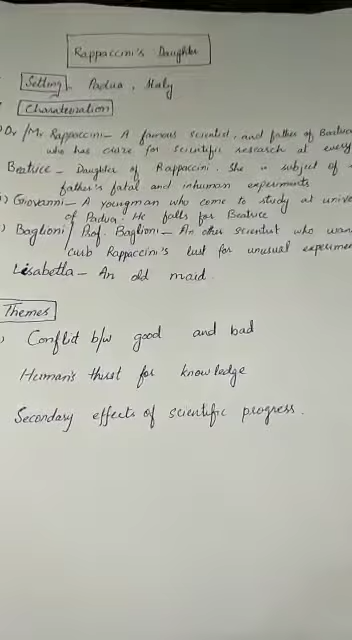 Rappaccini's Daughter
Setting Padua, Italy
Charaterization
Dr/Mr. Rappaccini - A famous scientist, and father of
who has craze for scientific research at every
Beatrice - Daughter of Rappaccini. She is subject of
father's fatal and inhuman experiments
Giovanni - A youngman who come to study at
of Padua. He falls for Beatrice
Baglioni / Prof. Baglioni - An other scientist who
curb Rappaccini's lust for unusual
Lisabetta - An old maid.
Themes
Conflict b/w good and bad
Human's thrust for knowledge
Secondary effects of scientific progress.